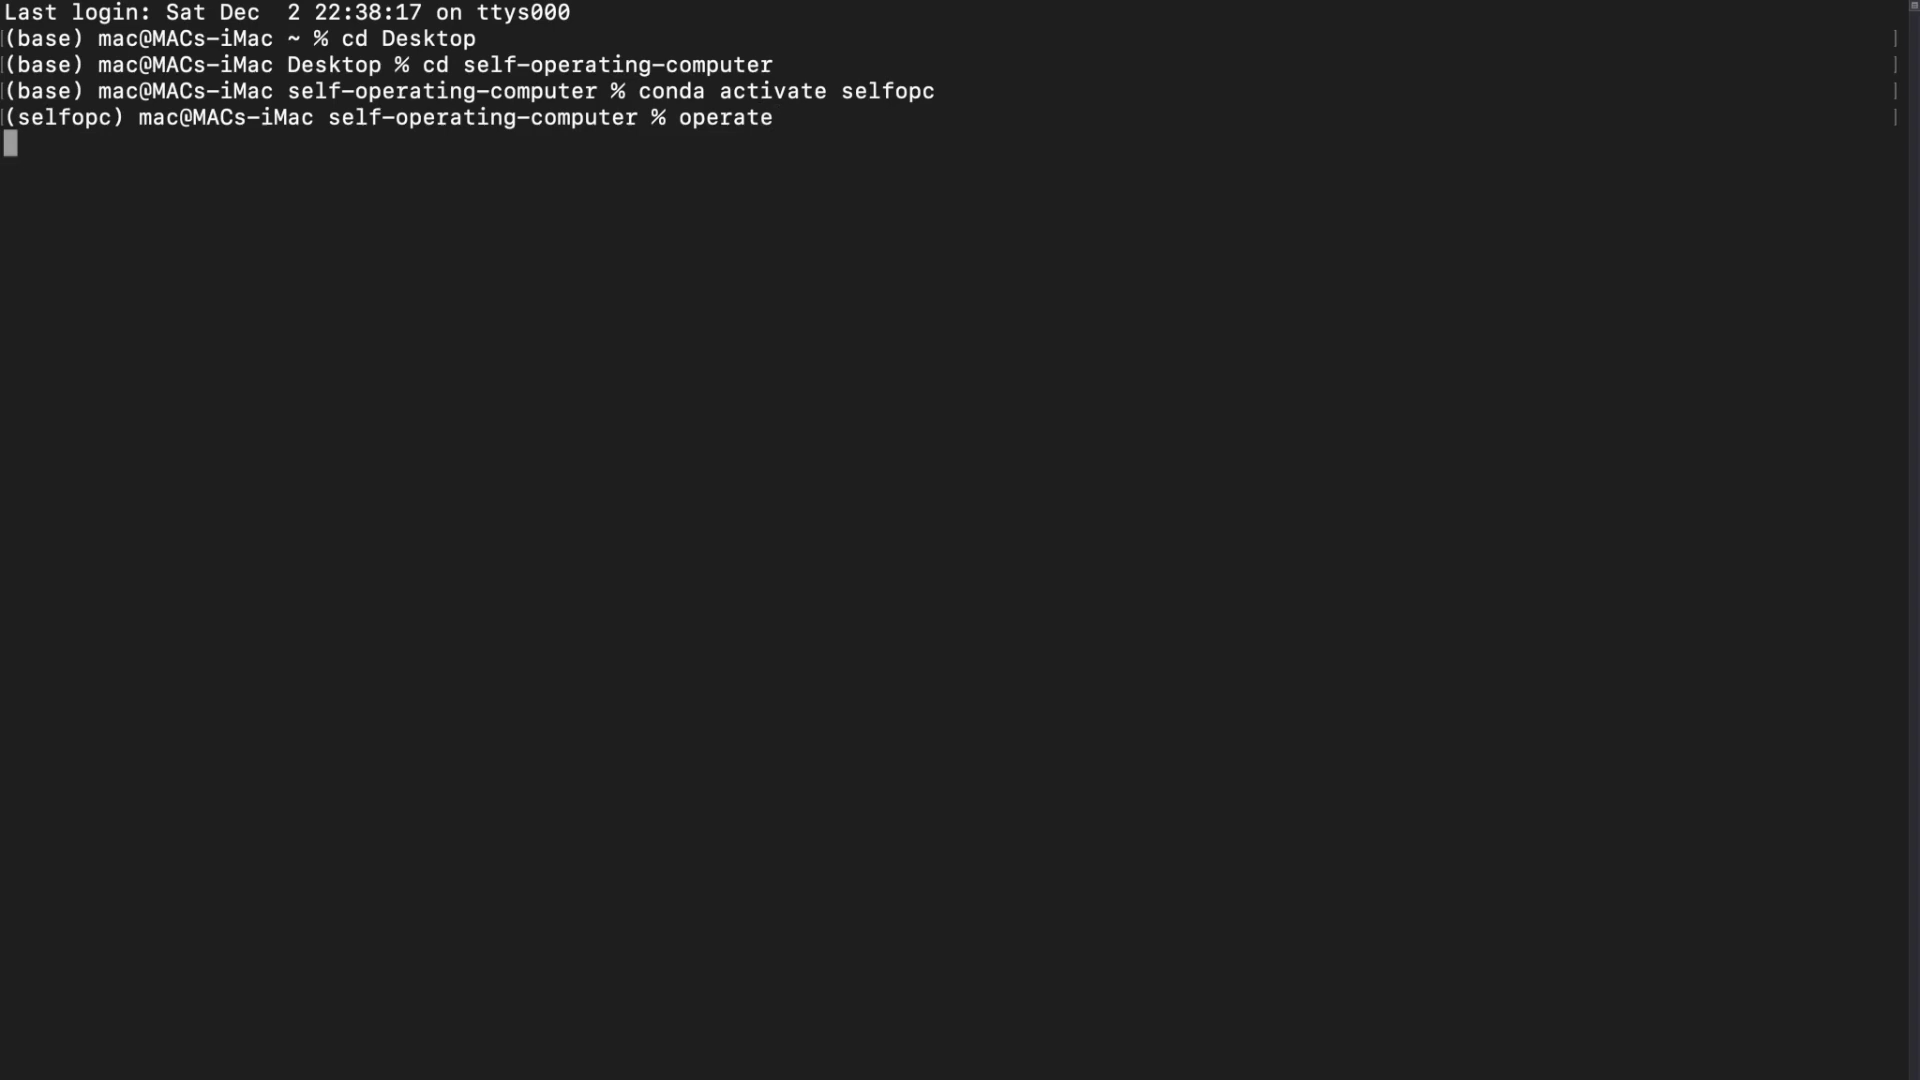 Last login: Sat Dec  2 22:38:17 on ttys000
[(base) mac@MACs-iMac ~ % cd Desktop ]
[(base) mac@MACs-iMac Desktop % cd self-operating-computer ]
[(base) mac@MACs-iMac self-operating-computer % conda activate selfopc ]
[(selfopc) mac@MACs-iMac self-operating-computer % operate ]